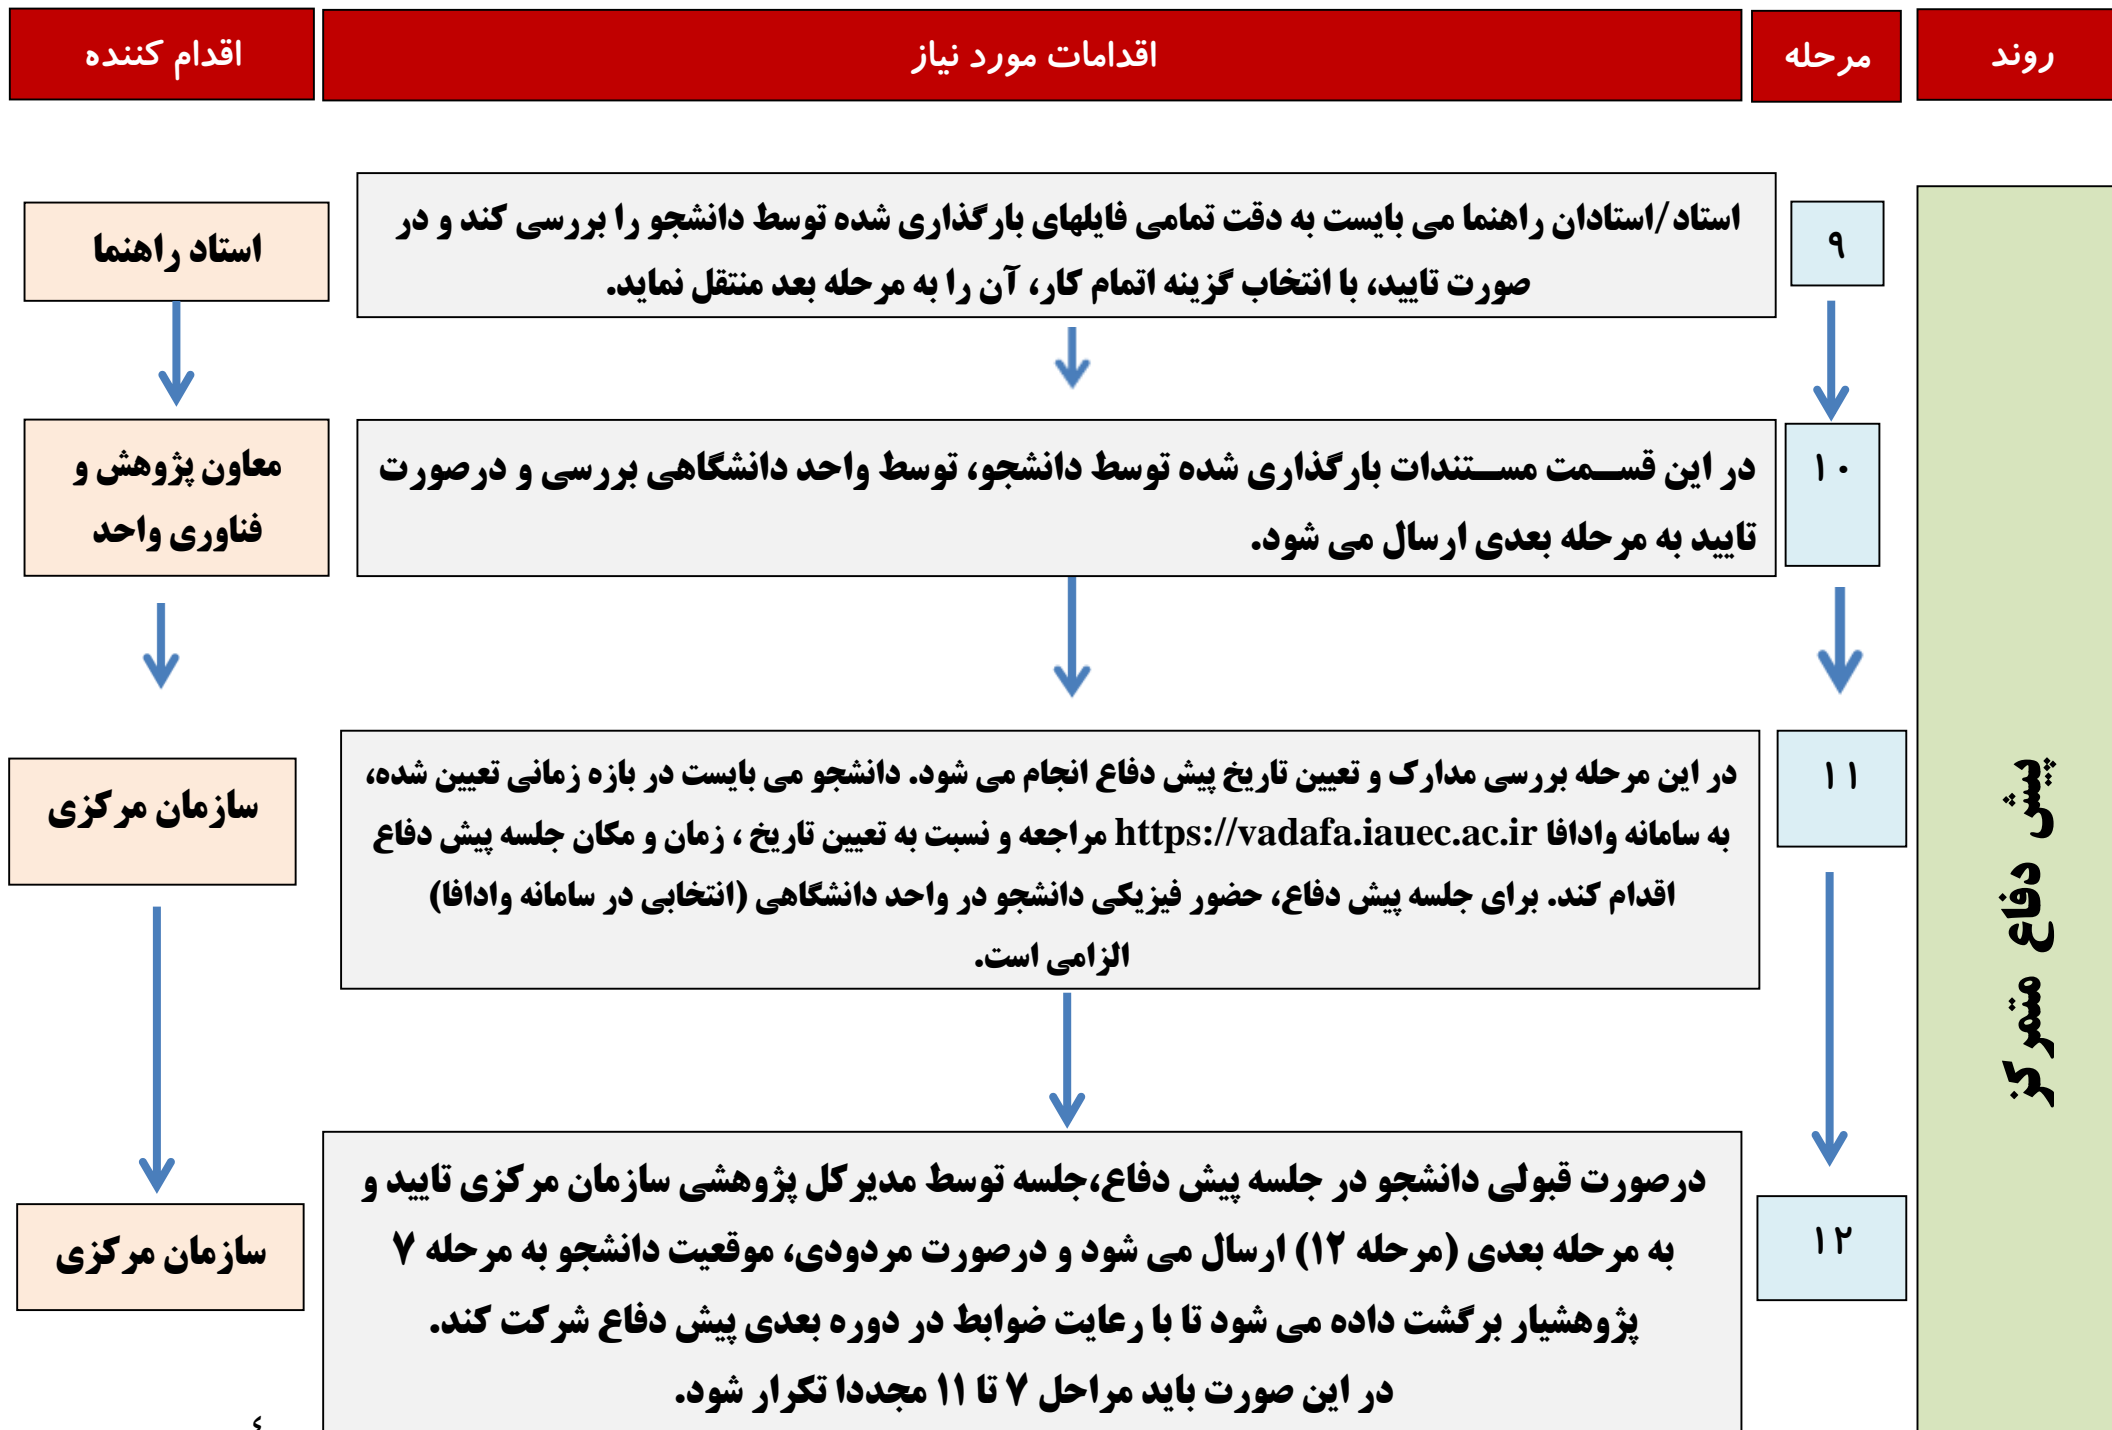 روند
مرحله
اقدامات مورد نیاز
اقدام کننده
پیش دفاع متمرکز
۹
استاد/استادان راهنما می بایست به دقت تمامی فایلهای بارگذاری شده توسط دانشجو را بررسی کند و در
صورت تایید، با انتخاب گزینه اتمام کار، آن را به مرحله بعد منتقل نماید.
استاد راهنما
۱۰
در این قســمت مســتندات بارگذاری شده توسط دانشجو، توسط واحد دانشگاهی بررسی و درصورت
تایید به مرحله بعدی ارسال می شود.
معاون پژوهش و
فناوری واحد
۱۱
در این مرحله بررسی مدارک و تعیین تاریخ پیش دفاع انجام می شود. دانشجو می بایست در بازه زمانی تعیین شده،
به سامانه وادافا https://vadafa.iauec.ac.ir مراجعه و نسبت به تعیین تاریخ ، زمان و مکان جلسه پیش دفاع
اقدام کند. برای جلسه پیش دفاع، حضور فیزیکی دانشجو در واحد دانشگاهی (انتخابی در سامانه وادافا)
الزامی است.
سازمان مرکزی
۱۲
درصورت قبولی دانشجو در جلسه پیش دفاع،جلسه توسط مدیرکل پژوهشی سازمان مرکزی تایید و
به مرحله بعدی (مرحله ۱۲) ارسال می شود و درصورت مردودی، موقعیت دانشجو به مرحله ۷
پژوهشیار برگشت داده می شود تا با رعایت ضوابط در دوره بعدی پیش دفاع شرکت کند.
در این صورت باید مراحل ۷ تا ۱۱ مجددا تکرار شود.
سازمان مرکزی